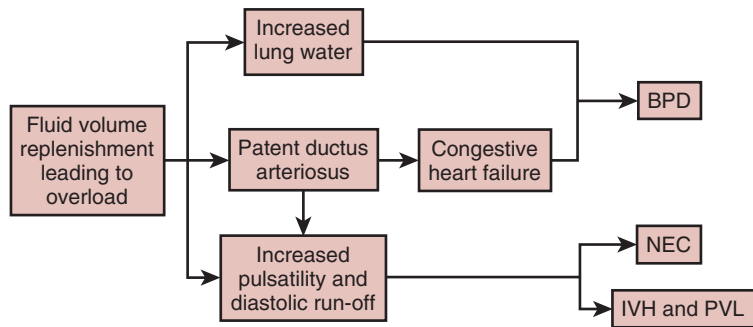 Increased
lung water
BPD
Fluid volume
replenishment
leading to
overload
Patent ductus
arteriosus
Congestive
heart failure
Increased
pulsatility and
diastolic run-off
NEC
IVH and PVL